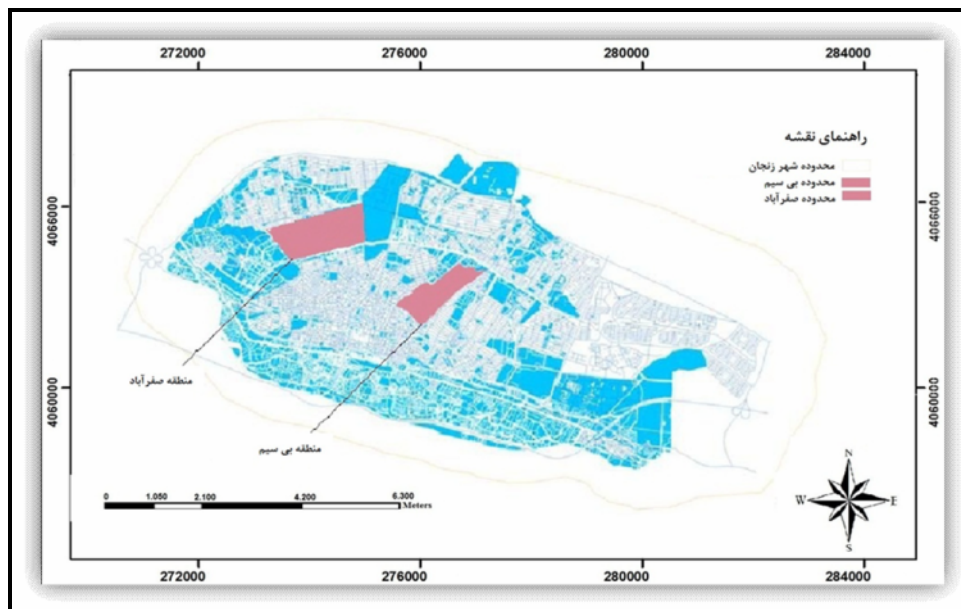 272000 276000 280000 284000
راهنمای نقشه
محدوده شهر زنجان
محدوده بی سیم
محدوده صفرآباد
4066000 4066000
منطقه صفرآباد
4060000 4060000
منطقه بی سیم
N
W E
S
0 1.050 2.100 4.200 6.300
Meters
272000 276000 280000 284000